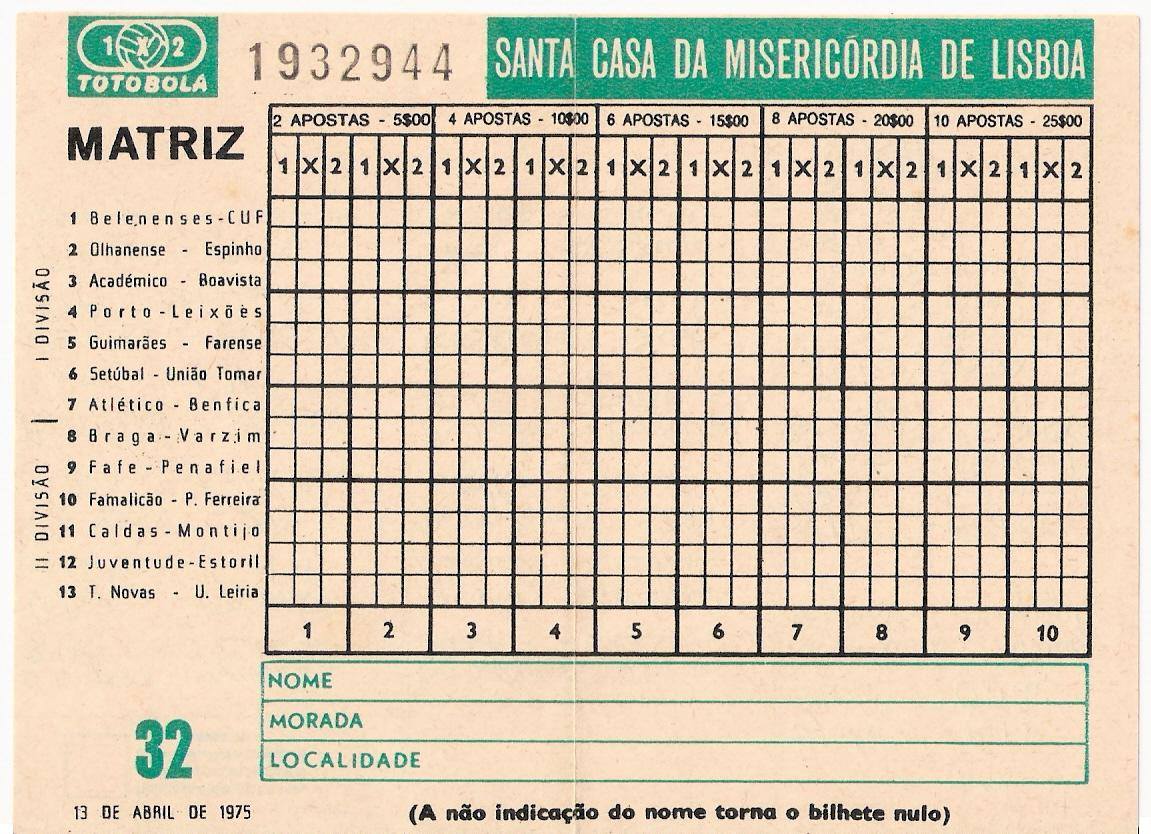 1 X 2
TOTOBOLA
1932944
SANTA CASA DA MISERICÓRDIA DE LISBOA
MATRIZ
2 APOSTAS - 5$00 4 APOSTAS - 10$00 6 APOSTAS - 15$00 8 APOSTAS - 20$00 10 APOSTAS - 25$00
1 X 2 1 X 2 1 X 2 1 X 2 1 X 2 1 X 2 1 X 2 1 X 2 1 X 2 1 X 2
I DIVISÃO
1 Belenenses - CUF
2 Olhanense - Espinho
3 Académico - Boavista
4 Porto - Leixões
5 Guimarães - Farense
6 Setúbal - União Tomar
7 Atlético - Benfica
II DIVISÃO
8 Braga - Varzim
9 Fafe - Penafiel
10 Famalicão - P. Ferreira
11 Caldas - Montijo
12 Juventude - Estoril
13 T. Novas - U. Leiria
1 2 3 4 5 6 7 8 9 10
NOME
MORADA
LOCALIDADE
32
13 DE ABRIL DE 1975
(A não indicação do nome torna o bilhete nulo)